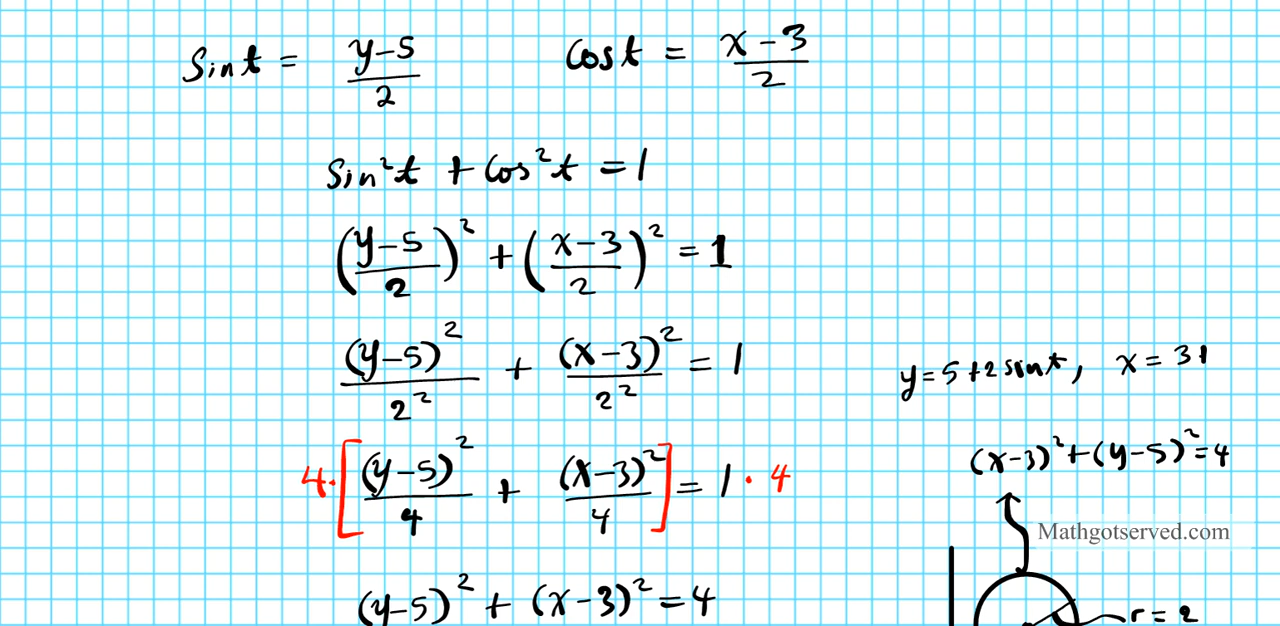 Sin t = (y-5)/2    Cos t = (x-3)/2
Sin²t + Cos²t = 1
((y-5)/2)² + ((x-3)/2)² = 1
(y-5)²/2² + (x-3)²/2² = 1
4·[(y-5)²/4 + (x-3)²/4] = 1·4
(y-5)² + (x-3)² = 4
y = 5+2 sin t, x = 3+
(x-3)²+(y-5)²=4
Mathgotserved.com
r = 2